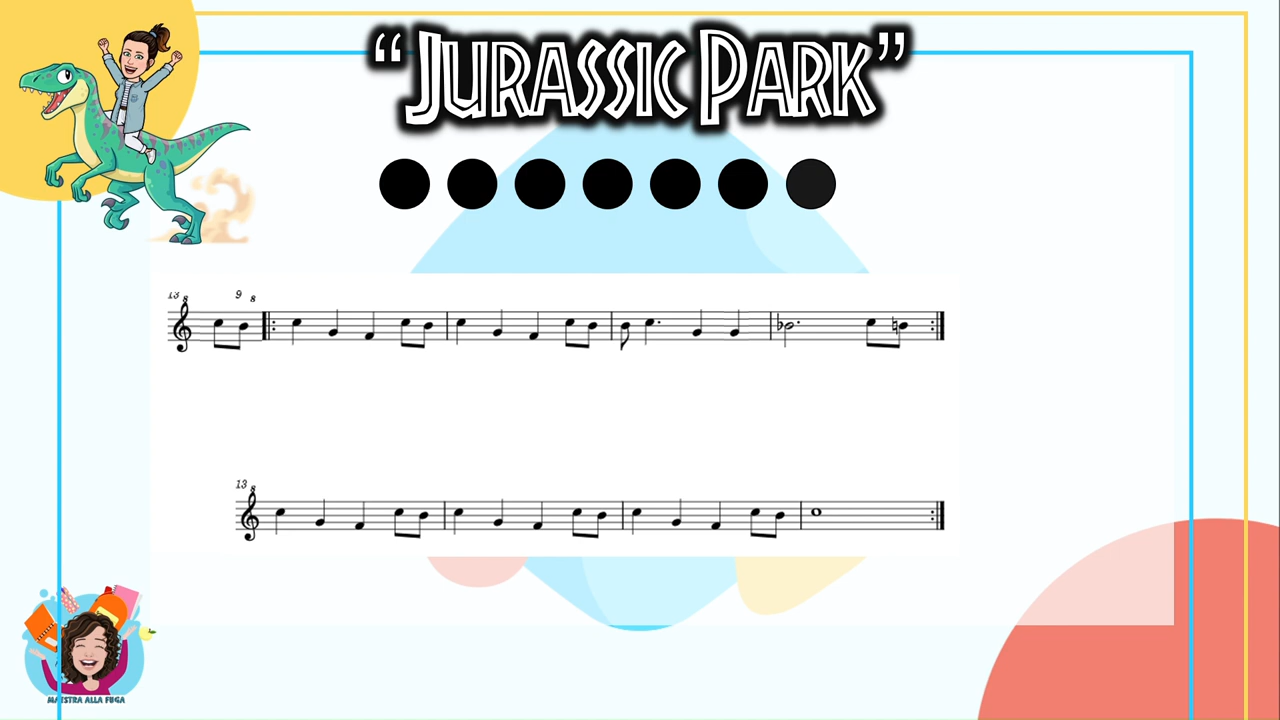 “JURASSIC PARK”
13 8 9 8
13 8
MAESTRA ALLA FUGA